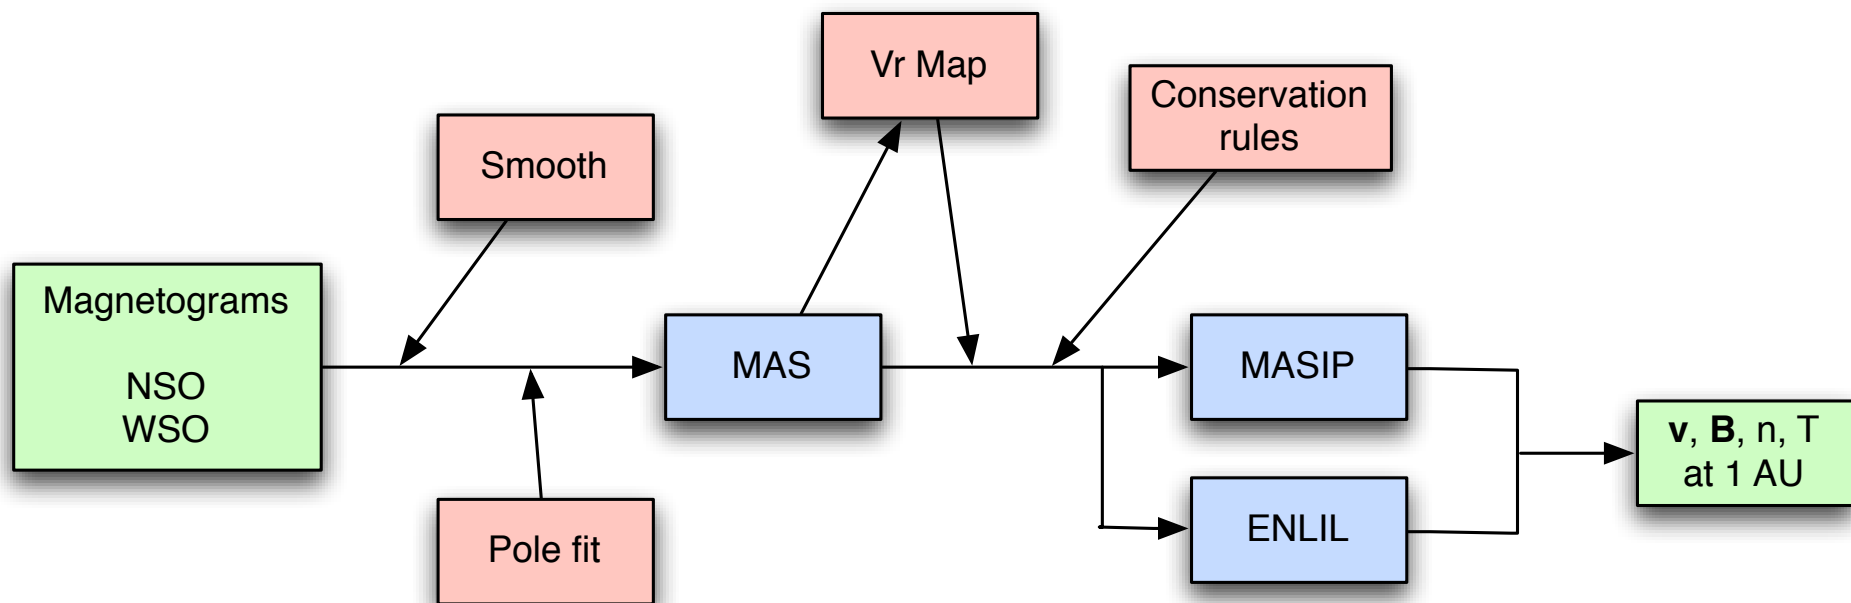 Vr Map
Conservation
rules
Smooth
Magnetograms
NSO
WSO
MAS
MASIP
v, B, n, T
at 1 AU
ENLIL
Pole fit